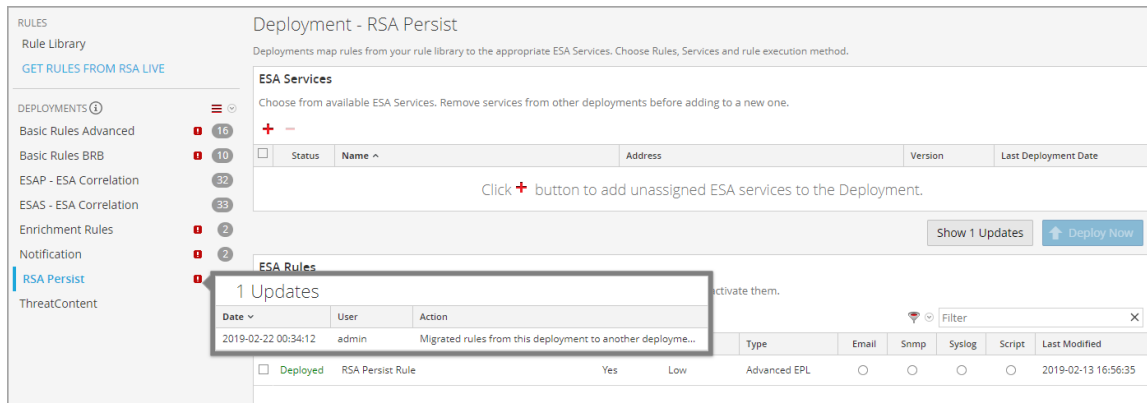 RULES
Rule Library
GET RULES FROM RSA LIVE
DEPLOYMENTS
Basic Rules Advanced 16
Basic Rules BRB 10
ESAP - ESA Correlation 32
ESAS - ESA Correlation 33
Enrichment Rules 2
Notification 2
RSA Persist
ThreatContent
Deployment - RSA Persist
Deployments map rules from your rule library to the appropriate ESA Services. Choose Rules, Services and rule execution method.
ESA Services
Choose from available ESA Services. Remove services from other deployments before adding to a new one.
Status Name Address Version Last Deployment Date
Click + button to add unassigned ESA services to the Deployment.
Show 1 Updates Deploy Now
ESA Rules
activate them.
Filter X
Type Email Snmp Syslog Script Last Modified
Deployed RSA Persist Rule Yes Low Advanced EPL 2019-02-13 16:56:35
1 Updates
Date User Action
2019-02-22 00:34:12 admin Migrated rules from this deployment to another deployme...